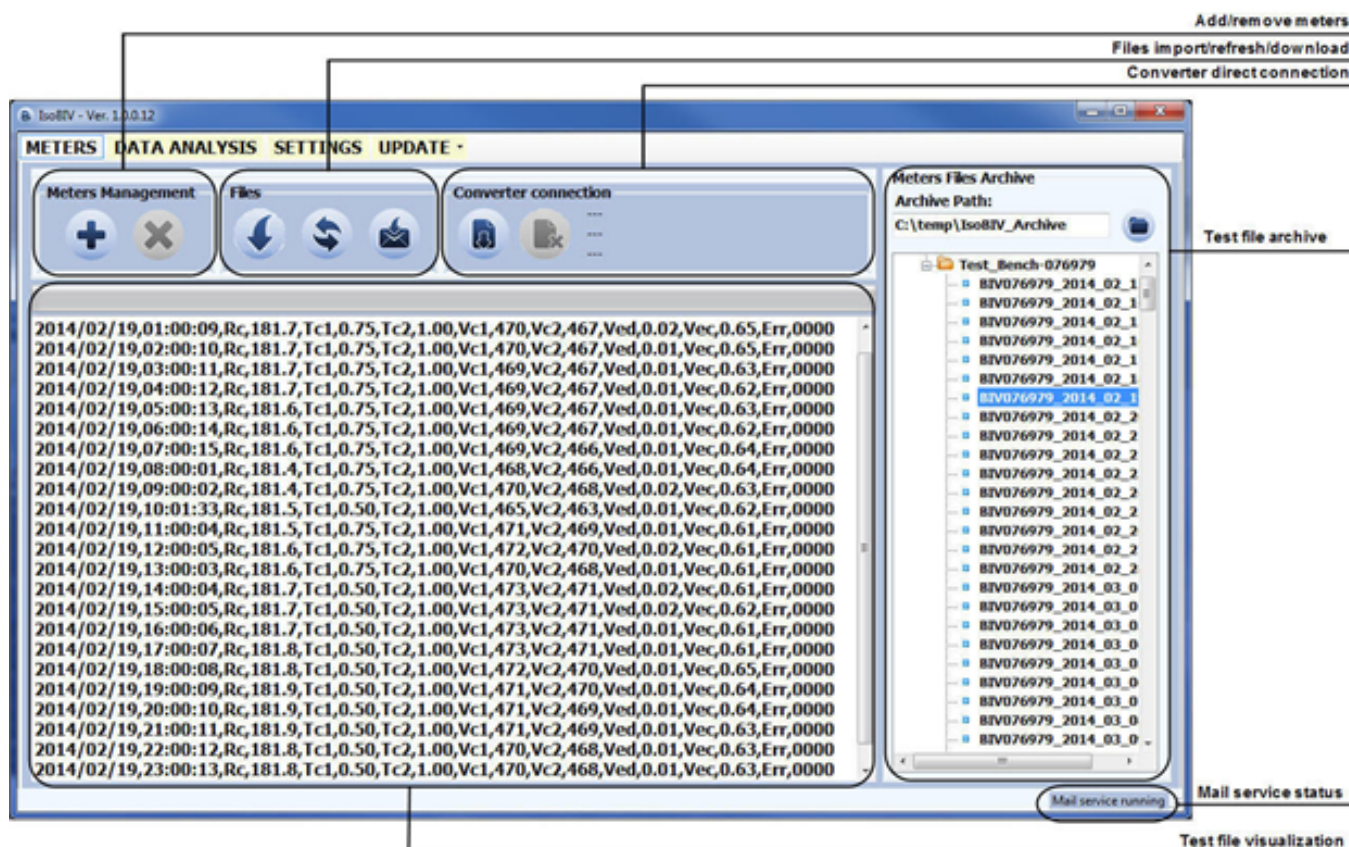 Add/remove meters
Files import/refresh/download
Converter direct connection
IsoBIV - Ver. 1.0.0.12
METERS DATA ANALYSIS SETTINGS UPDATE
Meters Management
Files
Converter connection
---
---
---
Meters Files Archive
Archive Path:
C:\temp\IsoBIV_Archive
Test file archive
Test_Bench-076979
BIV076979_2014_02_1
BIV076979_2014_02_1
BIV076979_2014_02_1
BIV076979_2014_02_1
BIV076979_2014_02_1
BIV076979_2014_02_1
BIV076979_2014_02_1
BIV076979_2014_02_2
BIV076979_2014_02_2
BIV076979_2014_02_2
BIV076979_2014_02_2
BIV076979_2014_02_2
BIV076979_2014_02_2
BIV076979_2014_02_2
BIV076979_2014_02_2
BIV076979_2014_02_2
BIV076979_2014_03_0
BIV076979_2014_03_0
BIV076979_2014_03_0
BIV076979_2014_03_0
BIV076979_2014_03_0
BIV076979_2014_03_0
BIV076979_2014_03_0
BIV076979_2014_03_0
BIV076979_2014_03_0
2014/02/19,01:00:09,Rc,181.7,Tc1,0.75,Tc2,1.00,Vc1,470,Vc2,467,Ved,0.02,Vec,0.65,Err,0000
2014/02/19,02:00:10,Rc,181.7,Tc1,0.75,Tc2,1.00,Vc1,470,Vc2,467,Ved,0.01,Vec,0.65,Err,0000
2014/02/19,03:00:11,Rc,181.7,Tc1,0.75,Tc2,1.00,Vc1,469,Vc2,467,Ved,0.01,Vec,0.63,Err,0000
2014/02/19,04:00:12,Rc,181.7,Tc1,0.75,Tc2,1.00,Vc1,469,Vc2,467,Ved,0.01,Vec,0.62,Err,0000
2014/02/19,05:00:13,Rc,181.6,Tc1,0.75,Tc2,1.00,Vc1,469,Vc2,467,Ved,0.01,Vec,0.63,Err,0000
2014/02/19,06:00:14,Rc,181.6,Tc1,0.75,Tc2,1.00,Vc1,469,Vc2,467,Ved,0.01,Vec,0.62,Err,0000
2014/02/19,07:00:15,Rc,181.6,Tc1,0.75,Tc2,1.00,Vc1,469,Vc2,466,Ved,0.01,Vec,0.64,Err,0000
2014/02/19,08:00:01,Rc,181.4,Tc1,0.75,Tc2,1.00,Vc1,468,Vc2,466,Ved,0.01,Vec,0.64,Err,0000
2014/02/19,09:00:02,Rc,181.4,Tc1,0.75,Tc2,1.00,Vc1,470,Vc2,468,Ved,0.02,Vec,0.63,Err,0000
2014/02/19,10:01:33,Rc,181.5,Tc1,0.50,Tc2,1.00,Vc1,465,Vc2,463,Ved,0.01,Vec,0.62,Err,0000
2014/02/19,11:00:04,Rc,181.5,Tc1,0.75,Tc2,1.00,Vc1,471,Vc2,469,Ved,0.01,Vec,0.61,Err,0000
2014/02/19,12:00:05,Rc,181.6,Tc1,0.75,Tc2,1.00,Vc1,472,Vc2,470,Ved,0.02,Vec,0.61,Err,0000
2014/02/19,13:00:03,Rc,181.6,Tc1,0.75,Tc2,1.00,Vc1,470,Vc2,468,Ved,0.01,Vec,0.61,Err,0000
2014/02/19,14:00:04,Rc,181.7,Tc1,0.50,Tc2,1.00,Vc1,473,Vc2,471,Ved,0.02,Vec,0.61,Err,0000
2014/02/19,15:00:05,Rc,181.7,Tc1,0.50,Tc2,1.00,Vc1,473,Vc2,471,Ved,0.02,Vec,0.62,Err,0000
2014/02/19,16:00:06,Rc,181.7,Tc1,0.50,Tc2,1.00,Vc1,473,Vc2,471,Ved,0.01,Vec,0.61,Err,0000
2014/02/19,17:00:07,Rc,181.8,Tc1,0.50,Tc2,1.00,Vc1,473,Vc2,471,Ved,0.01,Vec,0.61,Err,0000
2014/02/19,18:00:08,Rc,181.8,Tc1,0.50,Tc2,1.00,Vc1,472,Vc2,470,Ved,0.01,Vec,0.65,Err,0000
2014/02/19,19:00:09,Rc,181.9,Tc1,0.50,Tc2,1.00,Vc1,471,Vc2,470,Ved,0.01,Vec,0.64,Err,0000
2014/02/19,20:00:10,Rc,181.9,Tc1,0.50,Tc2,1.00,Vc1,471,Vc2,469,Ved,0.01,Vec,0.64,Err,0000
2014/02/19,21:00:11,Rc,181.9,Tc1,0.50,Tc2,1.00,Vc1,471,Vc2,469,Ved,0.01,Vec,0.63,Err,0000
2014/02/19,22:00:12,Rc,181.8,Tc1,0.50,Tc2,1.00,Vc1,470,Vc2,468,Ved,0.01,Vec,0.63,Err,0000
2014/02/19,23:00:13,Rc,181.8,Tc1,0.50,Tc2,1.00,Vc1,470,Vc2,468,Ved,0.01,Vec,0.63,Err,0000
Mail service running
Mail service status
Test file visualization